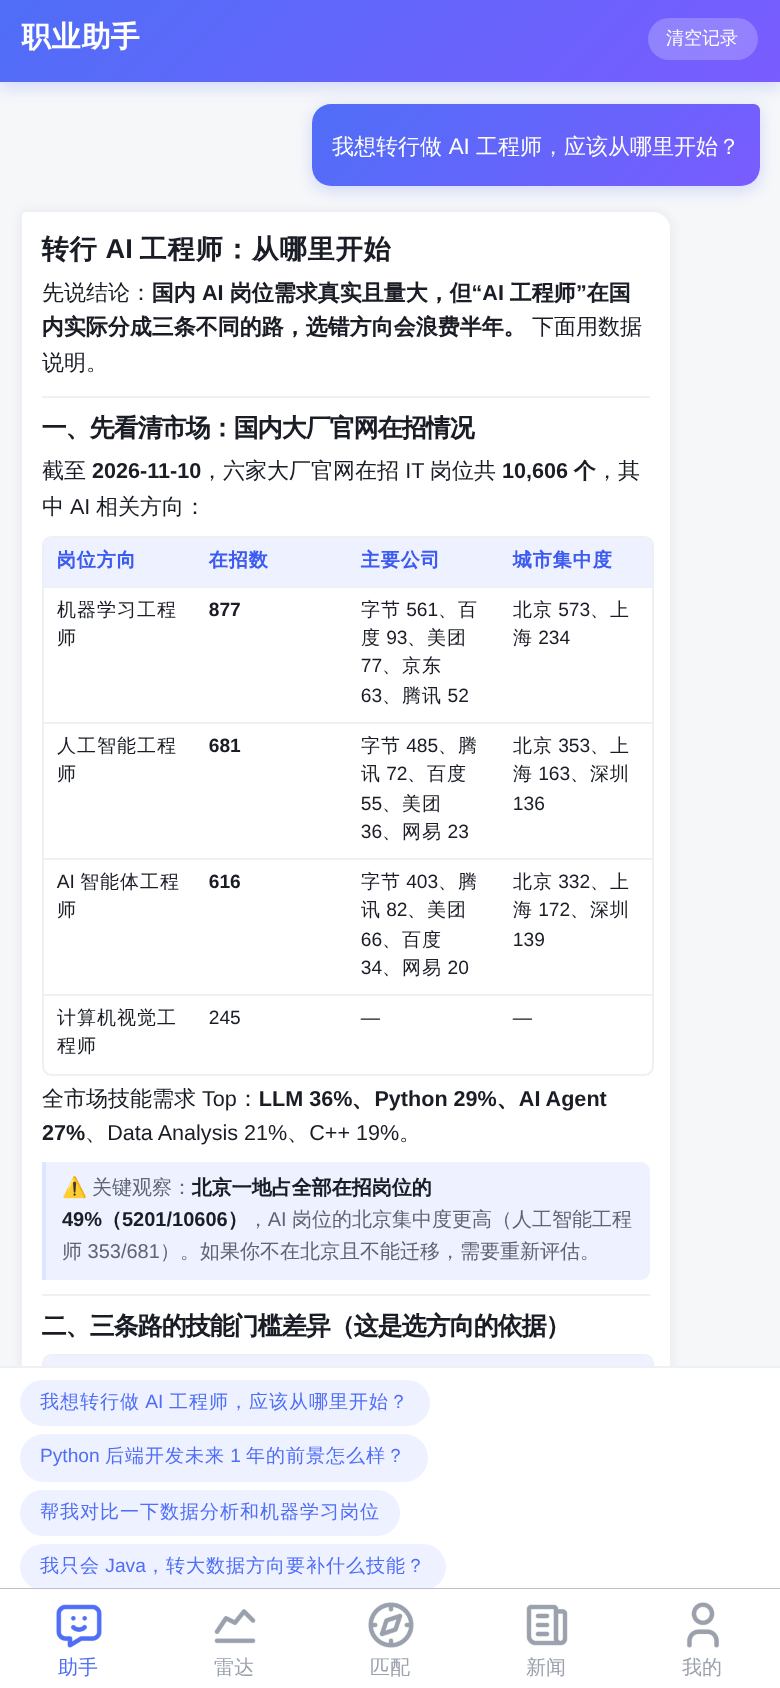 职业助手
清空记录
我想转行做 AI 工程师，应该从哪里开始？
转行 AI 工程师：从哪里开始
先说结论：国内 AI 岗位需求真实且量大，但“AI 工程师”在国
内实际分成三条不同的路，选错方向会浪费半年。 下面用数据
说明。
一、先看清市场：国内大厂官网在招情况
截至 2026-11-10，六家大厂官网在招 IT 岗位共 10,606 个，其
中 AI 相关方向：
岗位方向 在招数 主要公司 城市集中度
机器学习工程 877 字节 561、百 北京 573、上
师 度 93、美团 海 234
77、京东
63、腾讯 52
人工智能工程 681 字节 485、腾 北京 353、上
师 讯 72、百度 海 163、深圳
55、美团 136
36、网易 23
AI 智能体工程 616 字节 403、腾 北京 332、上
师 讯 82、美团 海 172、深圳
66、百度 139
34、网易 20
计算机视觉工 245 — —
程师
全市场技能需求 Top：LLM 36%、Python 29%、AI Agent
27%、Data Analysis 21%、C++ 19%。
⚠️ 关键观察：北京一地占全部在招岗位的
49%（5201/10606），AI 岗位的北京集中度更高（人工智能工程
师 353/681）。如果你不在北京且不能迁移，需要重新评估。
二、三条路的技能门槛差异（这是选方向的依据）
我想转行做 AI 工程师，应该从哪里开始？
Python 后端开发未来 1 年的前景怎么样？
帮我对比一下数据分析和机器学习岗位
我只会 Java，转大数据方向要补什么技能？
助手 雷达 匹配 新闻 我的